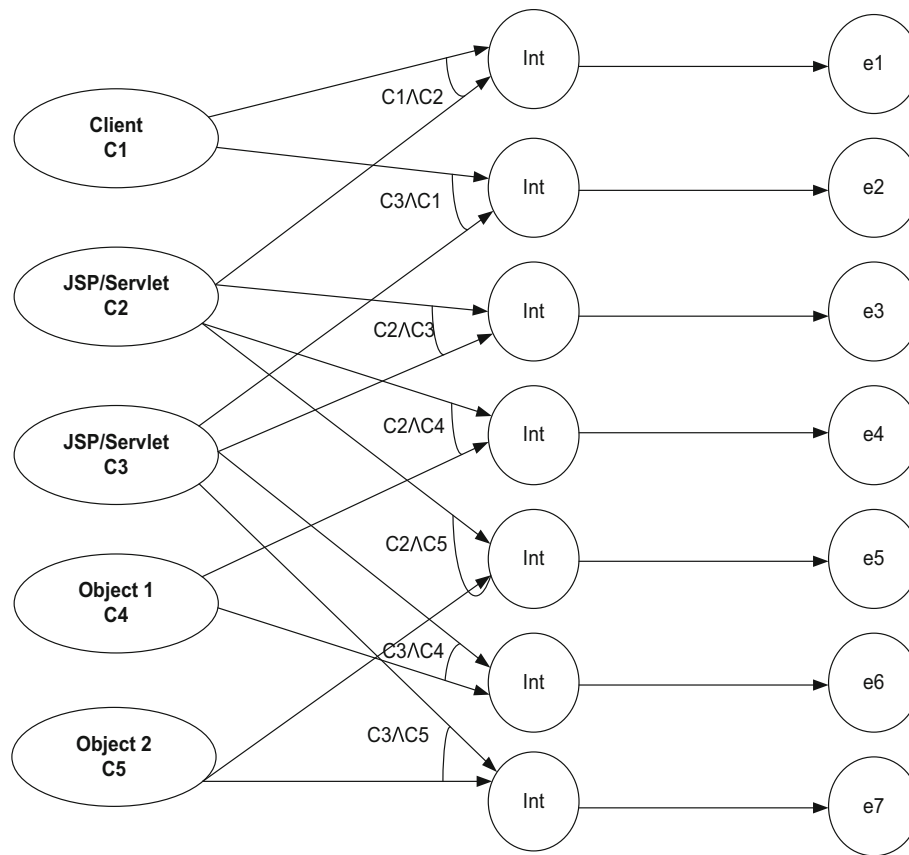 Int
e1
C1ΛC2
Client
C1
Int
e2
C3ΛC1
JSP/Servlet
C2
Int
e3
C2ΛC3
JSP/Servlet
C3
Int
e4
C2ΛC4
Int
e5
C2ΛC5
Object 1
C4
C3ΛC4
Int
e6
Object 2
C5
C3ΛC5
Int
e7